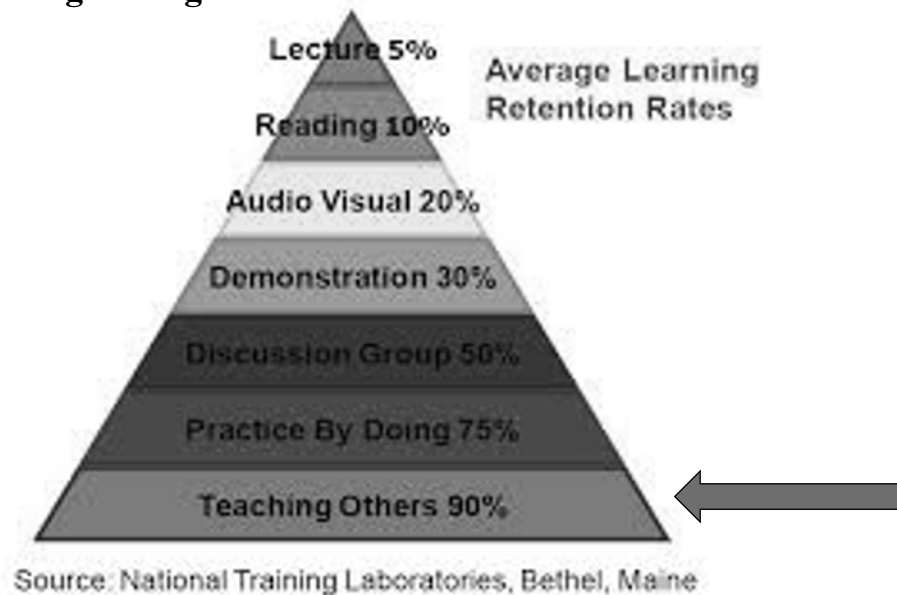 Lecture 5%
Average Learning
Retention Rates
Reading 10%
Audio Visual 20%
Demonstration 30%
Discussion Group 50%
Practice By Doing 75%
Teaching Others 90%
Source: National Training Laboratories, Bethel, Maine